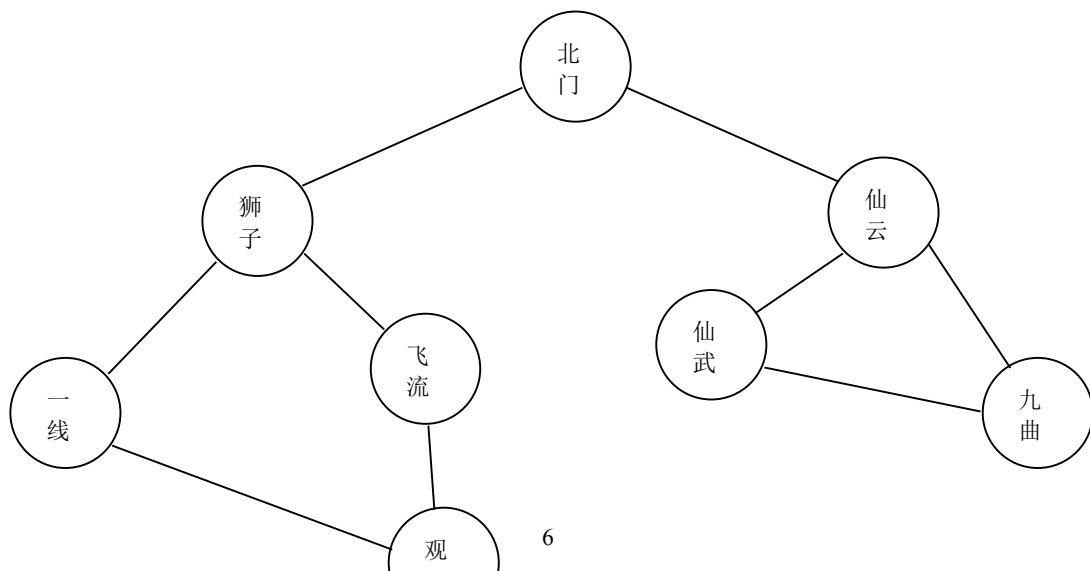 北
门
狮
子
仙
云
飞
流
仙
武
一
线
九
曲
观
6